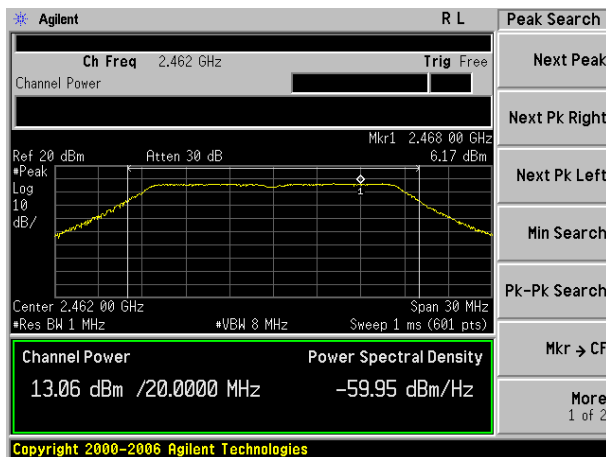 Agilent R L
Peak Search
Ch Freq 2.462 GHz Trig Free
Channel Power
Mkr1 2.468 00 GHz
Ref 20 dBm Atten 30 dB 6.17 dBm
#Peak
Log
10
dB/
1
Center 2.462 00 GHz Span 30 MHz
#Res BW 1 MHz #VBW 8 MHz Sweep 1 ms (601 pts)
Channel Power Power Spectral Density
13.06 dBm /20.0000 MHz -59.95 dBm/Hz
Copyright 2000-2006 Agilent Technologies
Next Peak
Next Pk Right
Next Pk Left
Min Search
Pk-Pk Search
Mkr → CF
More
1 of 2